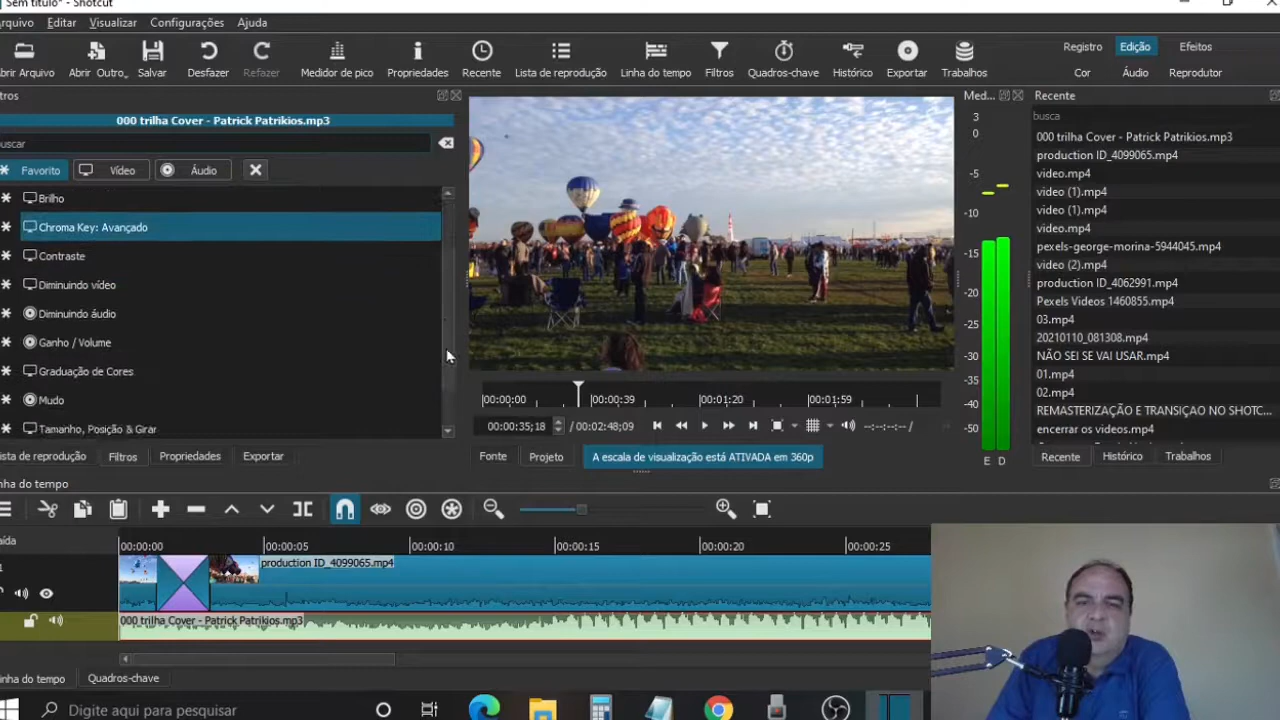 Sem título* - Shotcut
rquivo Editar Visualizar Configurações Ajuda
brir Arquivo Abrir Outro... Salvar Desfazer Refazer Medidor de pico Propriedades Recente Lista de reprodução Linha do tempo Filtros Quadros-chave Histórico Exportar Trabalhos
Registro Edição Efeitos
Cor Áudio Reprodutor
tros
000 trilha Cover - Patrick Patrikios.mp3
uscar
Favorito Vídeo Áudio
Brilho
Chroma Key: Avançado
Contraste
Diminuindo vídeo
Diminuindo áudio
Ganho / Volume
Graduação de Cores
Mudo
Tamanho, Posição & Girar
ista de reprodução Filtros Propriedades Exportar
00:00:00 00:00:39 00:01:20 00:01:59
00:00:35;18 / 00:02:48;09 --:--:--:-- /
Fonte Projeto A escala de visualização está ATIVADA em 360p
Med...
3
0
-5
-10
-15
-20
-25
-30
-35
-40
-50
E D
Recente
busca
000 trilha Cover - Patrick Patrikios.mp3
production ID_4099065.mp4
video.mp4
video (1).mp4
video (1).mp4
video.mp4
pexels-george-morina-5944045.mp4
video (2).mp4
production ID_4062991.mp4
Pexels Videos 1460855.mp4
03.mp4
20210110_081308.mp4
NÃO SEI SE VAI USAR.mp4
01.mp4
02.mp4
REMASTERIZAÇÃO E TRANSIÇAO NO SHOTC...
encerrar os videos.mp4
Recente Histórico Trabalhos
nha do tempo
aída
00:00:00 00:00:05 00:00:10 00:00:15 00:00:20 00:00:25
production ID_4099065.mp4
000 trilha Cover - Patrick Patrikios.mp3
inha do tempo Quadros-chave
Digite aqui para pesquisar